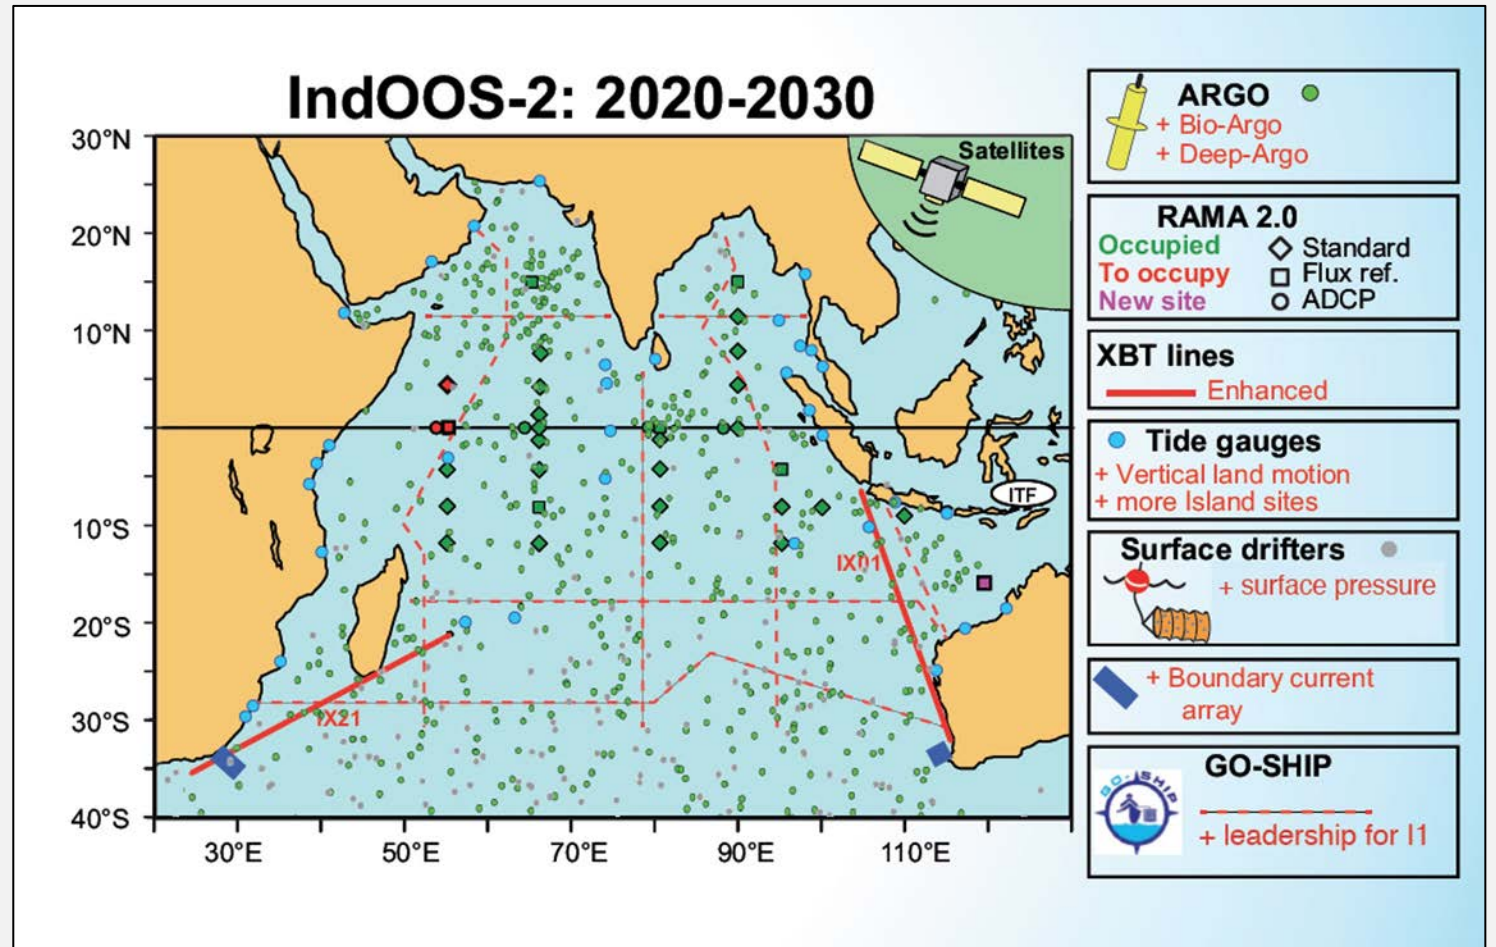 IndOOS-2: 2020-2030
30°N
20°N
10°N
10°S
20°S
30°S
40°S
30°E
50°E
70°E
90°E
110°E
Satellites
ITF
IX01
IX21
ARGO
+ Bio-Argo
+ Deep-Argo
RAMA 2.0
Occupied
Standard
To occupy
Flux ref.
New site
ADCP
XBT lines
Enhanced
Tide gauges
+ Vertical land motion
+ more Island sites
Surface drifters
+ surface pressure
+ Boundary current
array
GO-SHIP
GO-SHIP
+ leadership for I1